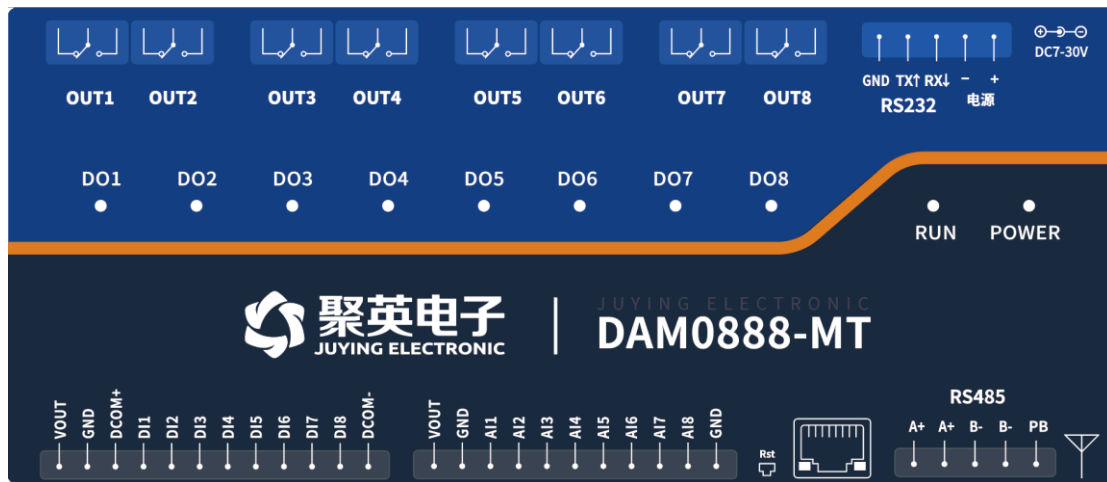 OUT1 OUT2 OUT3 OUT4 OUT5 OUT6 OUT7 OUT8
GND TX↑ RX↓ - +
RS232 电源
DC7-30V
DO1 DO2 DO3 DO4 DO5 DO6 DO7 DO8
RUN POWER
聚英电子
JUYING ELECTRONIC
JUYING ELECTRONIC
DAM0888-MT
VOUT GND DCOM+ DI1 DI2 DI3 DI4 DI5 DI6 DI7 DI8 DCOM-
VOUT GND AI1 AI2 AI3 AI4 AI5 AI6 AI7 AI8 GND
Rst
RS485
A+ A+ B- B- PB